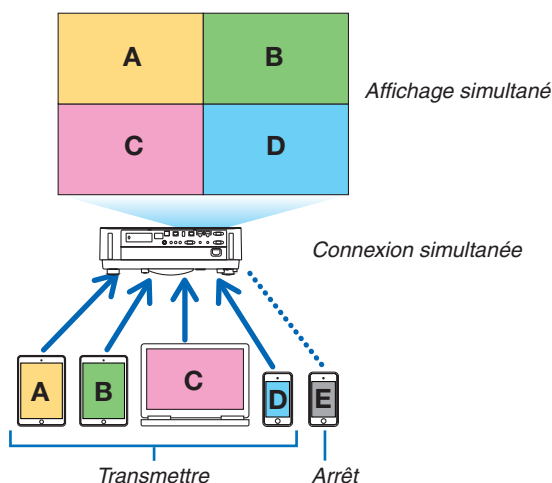 A B
Affichage simultané
C D
Connexion simultanée
A B C D E
Transmettre Arrêt